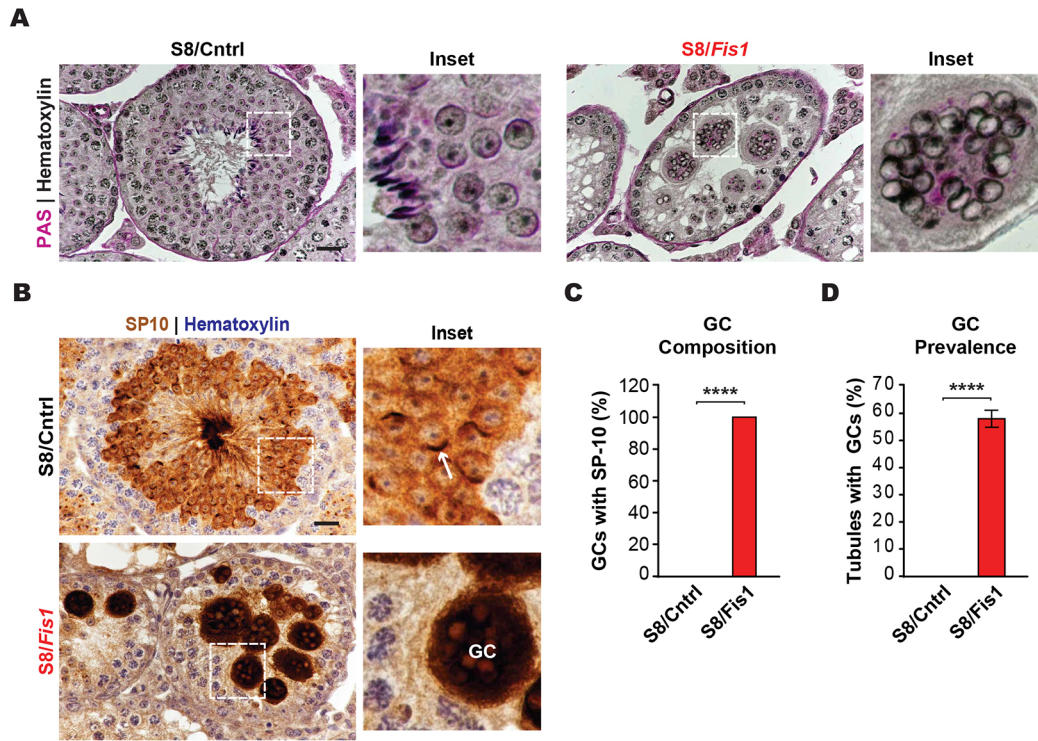 A
S8/Cntrl
Inset
S8/Fis1
Inset
PAS | Hematoxylin
B
SP10 | Hematoxylin
Inset
S8/Cntrl
S8/Fis1
GC
C
GC
Composition
GCs with SP-10 (%)
120
100
80
60
40
20
0
****
S8/Cntrl
S8/Fis1
D
GC
Prevalence
Tubules with GCs (%)
70
60
50
40
30
20
10
0
****
S8/Cntrl
S8/Fis1